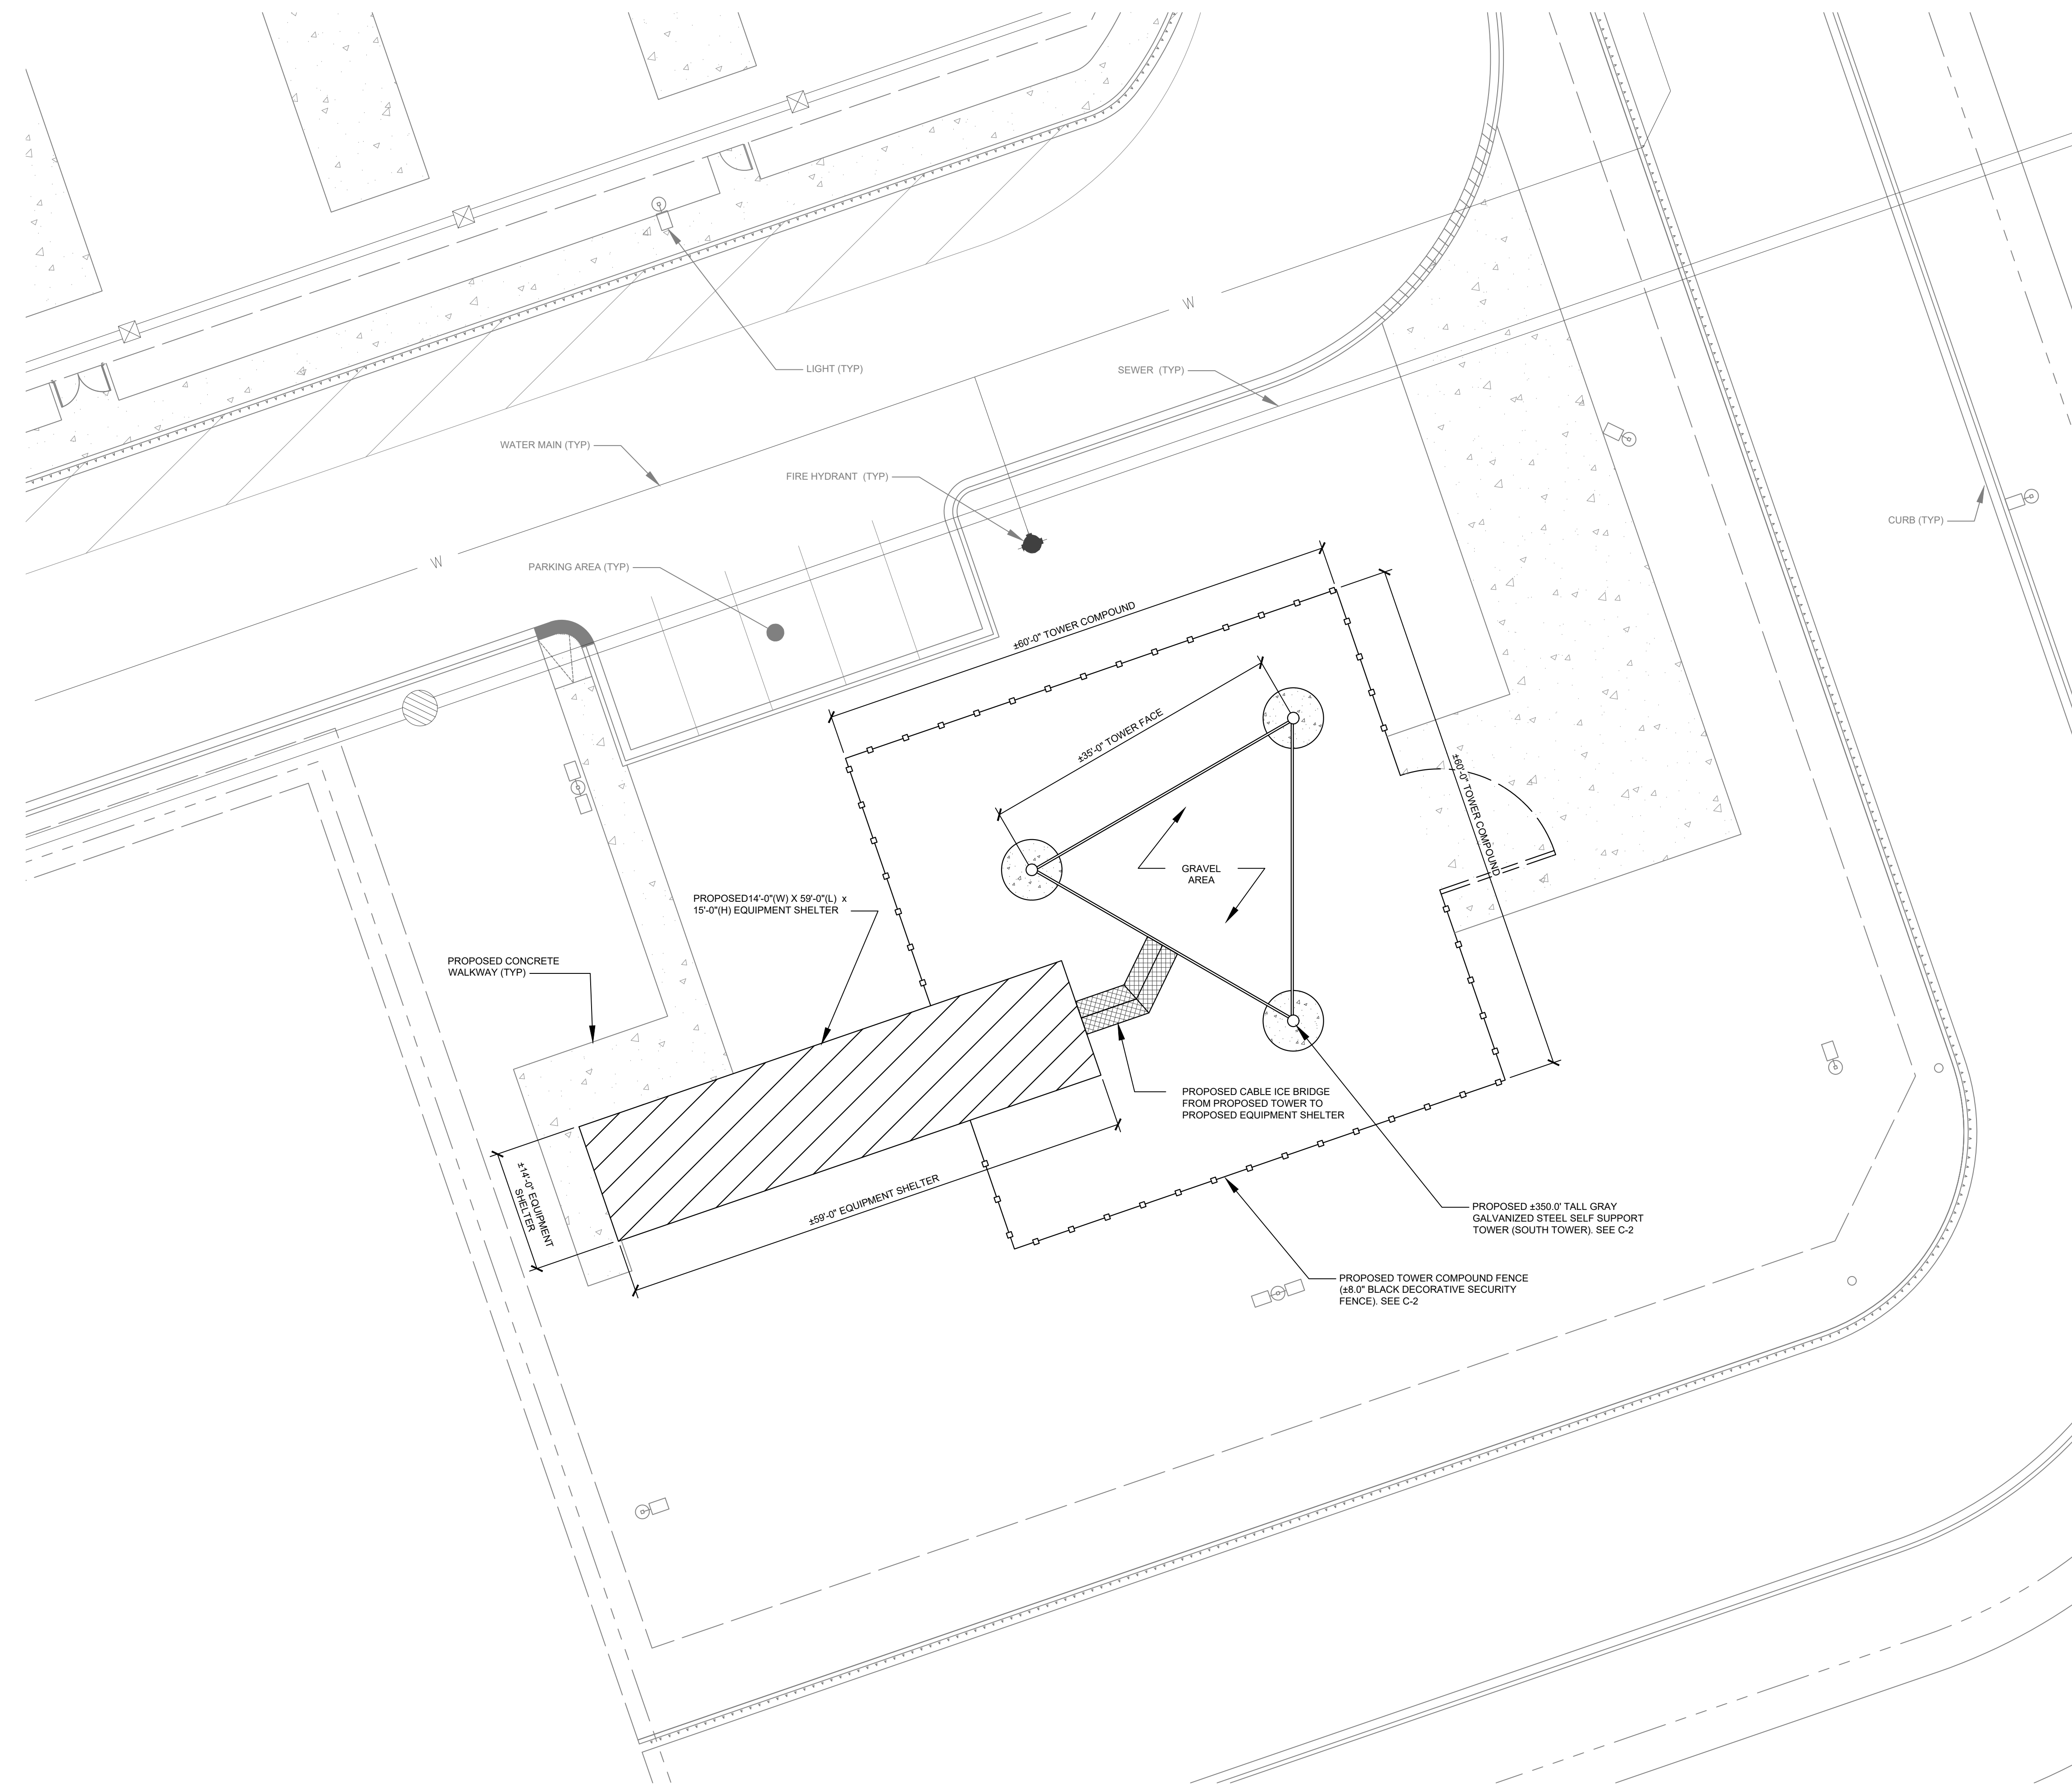 LIGHT (TYP)
SEWER (TYP)
W
WATER MAIN (TYP)
FIRE HYDRANT (TYP)
CURB (TYP)
W
PARKING AREA (TYP)
±60'-0" TOWER COMPOUND
±35'-0" TOWER FACE
±60'-0" TOWER COMPOUND
GRAVEL
AREA
PROPOSED14'-0"(W) X 59'-0"(L) x
15'-0"(H) EQUIPMENT SHELTER
PROPOSED CONCRETE
WALKWAY (TYP)
PROPOSED CABLE ICE BRIDGE
FROM PROPOSED TOWER TO
PROPOSED EQUIPMENT SHELTER
±14'-0" EQUIPMENT
SHELTER
±59'-0" EQUIPMENT SHELTER
PROPOSED ±350.0' TALL GRAY
GALVANIZED STEEL SELF SUPPORT
TOWER (SOUTH TOWER). SEE C-2
PROPOSED TOWER COMPOUND FENCE
(±8.0" BLACK DECORATIVE SECURITY
FENCE). SEE C-2